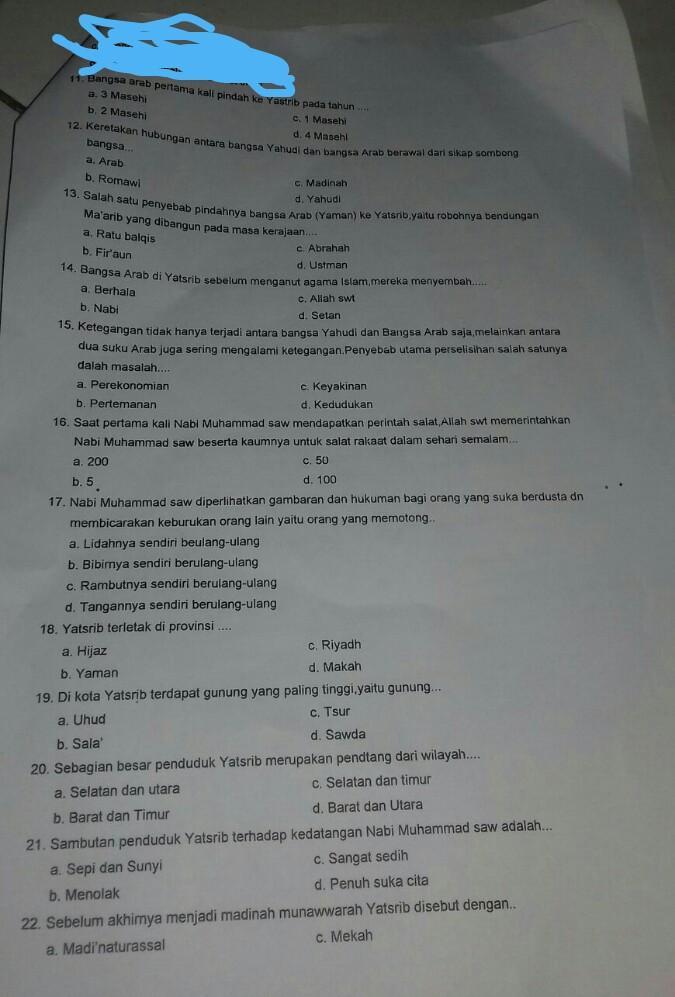 11. Bangsa arab pertama kali pindah ke Yastrib pada tahun ....
a. 3 Masehi
b. 2 Masehi
c. 1 Masehi
d. 4 Masehi
12. Keretakan hubungan antara bangsa Yahudi dan bangsa Arab berawal dari sikap sombong
bangsa...
a. Arab
b. Romawi
c. Madinah
d. Yahudi
13. Salah satu penyebab pindahnya bangsa Arab (Yaman) ke Yatsrib,yaitu robohnya bendungan
Ma'arib yang dibangun pada masa kerajaan....
a. Ratu balqis
b. Fir'aun
c. Abrahah
d. Ustman
14. Bangsa Arab di Yatsrib sebelum menganut agama Islam,mereka menyembah.....
a. Berhala
b. Nabi
c. Allah swt
d. Setan
15. Ketegangan tidak hanya terjadi antara bangsa Yahudi dan Bangsa Arab saja,melainkan antara
dua suku Arab juga sering mengalami ketegangan.Penyebab utama perselisihan salah satunya
dalah masalah....
a. Perekonomian
b. Pertemanan
c. Keyakinan
d. Kedudukan
16. Saat pertama kali Nabi Muhammad saw mendapatkan perintah salat,Allah swt memerintahkan
Nabi Muhammad saw beserta kaumnya untuk salat rakaat dalam sehari semalam...
a. 200
b. 5
c. 50
d. 100
17. Nabi Muhammad saw diperlihatkan gambaran dan hukuman bagi orang yang suka berdusta dn
membicarakan keburukan orang lain yaitu orang yang memotong..
a. Lidahnya sendiri beulang-ulang
b. Bibirnya sendiri berulang-ulang
c. Rambutnya sendiri berulang-ulang
d. Tangannya sendiri berulang-ulang
18. Yatsrib terletak di provinsi ....
a. Hijaz
b. Yaman
c. Riyadh
d. Makah
19. Di kota Yatsrib terdapat gunung yang paling tinggi,yaitu gunung...
a. Uhud
b. Sala'
c. Tsur
d. Sawda
20. Sebagian besar penduduk Yatsrib merupakan pendtang dari wilayah....
a. Selatan dan utara
b. Barat dan Timur
c. Selatan dan timur
d. Barat dan Utara
21. Sambutan penduduk Yatsrib terhadap kedatangan Nabi Muhammad saw adalah...
a. Sepi dan Sunyi
b. Menolak
c. Sangat sedih
d. Penuh suka cita
22. Sebelum akhirnya menjadi madinah munawwarah Yatsrib disebut dengan..
a. Madi'naturassal
c. Mekah